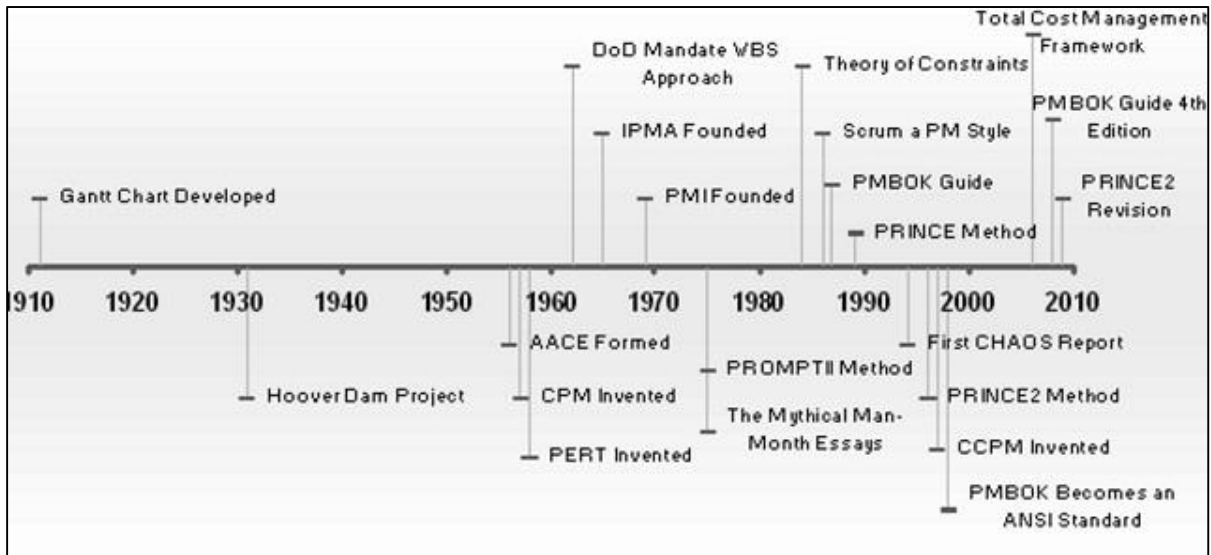 Total Cost Management
Framework
DoD Mandate WBS
Approach
Theory of Constraints
PMBOK Guide 4th
Edition
IPMA Founded
Scrum a PM Style
Gantt Chart Developed
PMI Founded
PMBOK Guide
PRINCE2
Revision
PRINCE Method
1910 1920 1930 1940 1950 1960 1970 1980 1990 2000 2010
AACE Formed
First CHAOS Report
PROMPTII Method
Hoover Dam Project
CPM Invented
PRINCE2 Method
The Mythical Man-
Month Essays
PERT Invented
CCPM Invented
PMBOK Becomes an
ANSI Standard